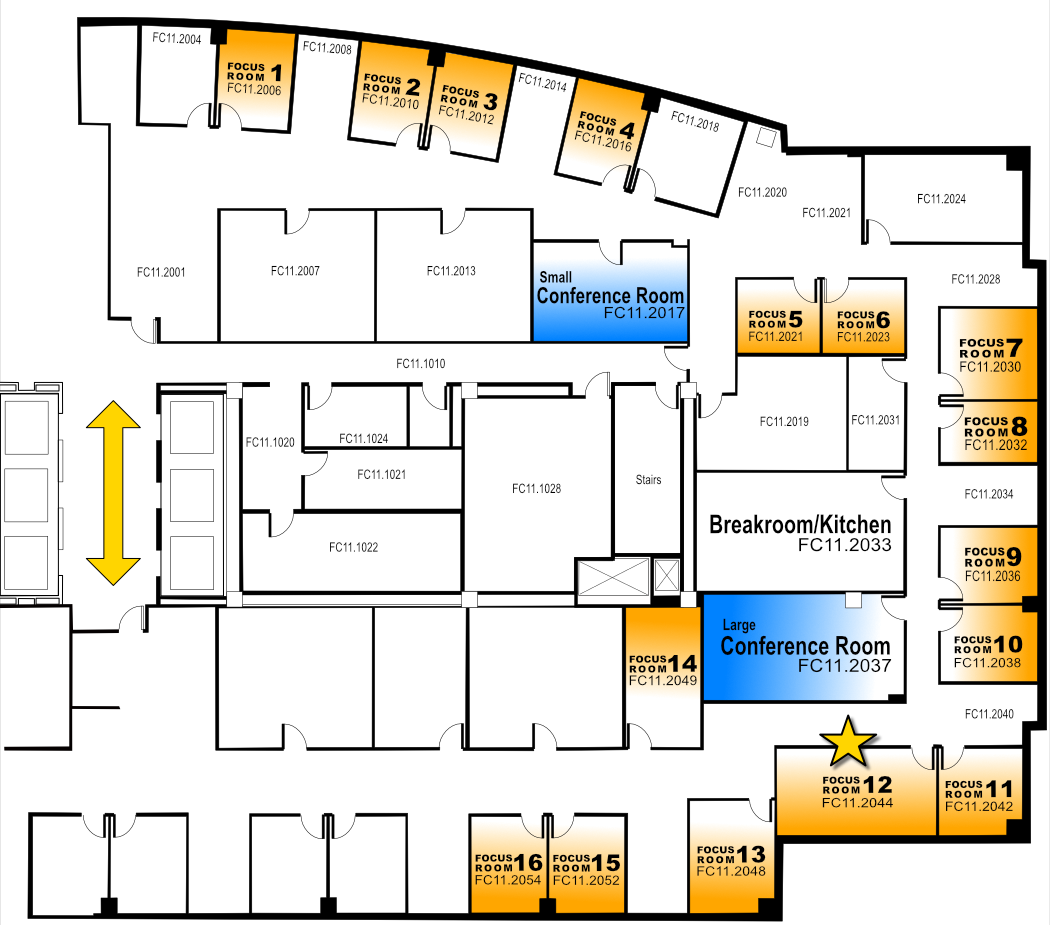 FC11.2004
FOCUS
ROOM 1
FC11.2006
FC11.2008
FOCUS
ROOM 2
FC11.2010
FOCUS
ROOM 3
FC11.2012
FC11.2014
FOCUS
ROOM 4
FC11.2016
FC11.2018
FC11.2020
FC11.2021
FC11.2024
FC11.2001
FC11.2007
FC11.2013
Small
Conference Room
FC11.2017
FC11.2028
FOCUS
ROOM 5
FC11.2021
FOCUS
ROOM 6
FC11.2023
FOCUS
ROOM 7
FC11.2030
FC11.1010
FOCUS
ROOM 8
FC11.2032
FC11.1020
FC11.1024
FC11.2019
FC11.2031
FC11.1021
FC11.1028
Stairs
FC11.2034
Breakroom/Kitchen
FC11.2033
FC11.1022
FOCUS
ROOM 9
FC11.2036
Large
Conference Room
FC11.2037
FOCUS
ROOM 10
FC11.2038
FOCUS
ROOM 14
FC11.2049
FC11.2040
FOCUS
ROOM 12
FC11.2044
FOCUS
ROOM 11
FC11.2042
FOCUS
ROOM 16
FC11.2054
FOCUS
ROOM 15
FC11.2052
FOCUS
ROOM 13
FC11.2048